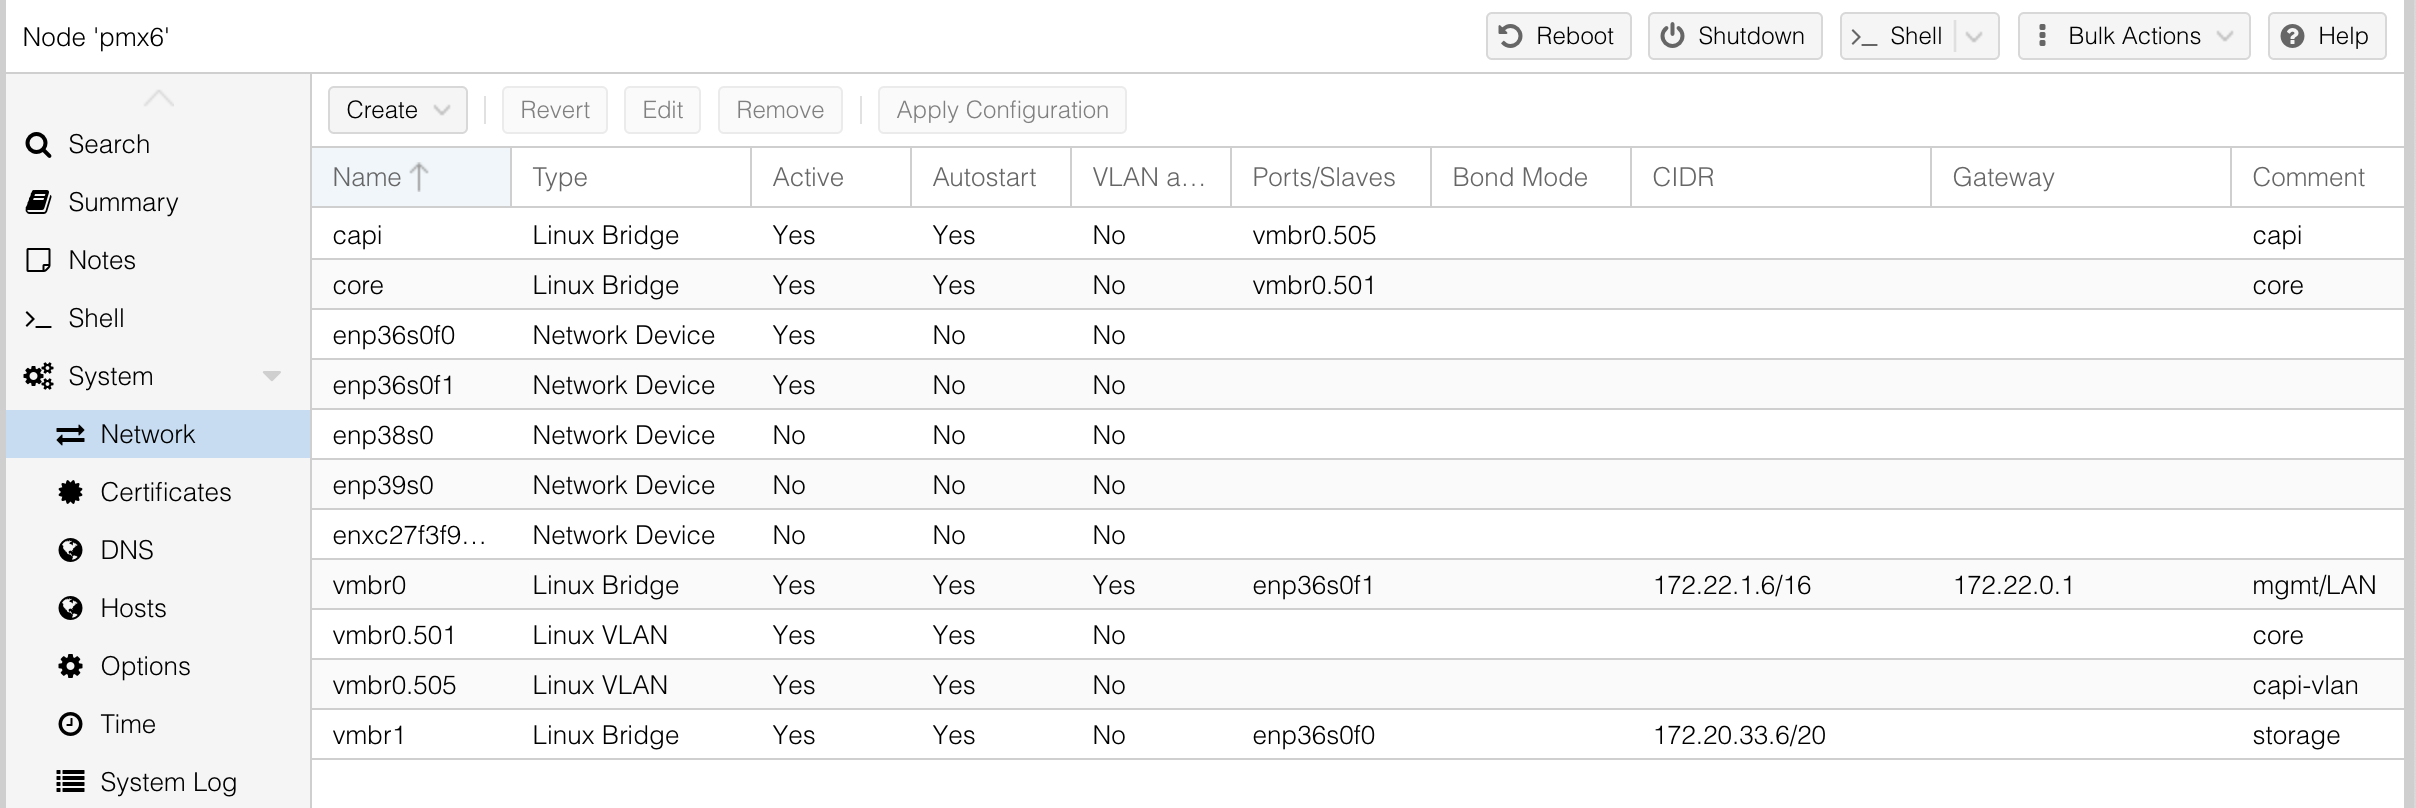 Node 'pmx6' Reboot Shutdown Shell Bulk Actions Help
Create Revert Edit Remove Apply Configuration
Search
Summary
Notes
Shell
System
Network
Certificates
DNS
Hosts
Options
Time
System Log
Name Type Active Autostart VLAN a... Ports/Slaves Bond Mode CIDR Gateway Comment
capi Linux Bridge Yes Yes No vmbr0.505 capi
core Linux Bridge Yes Yes No vmbr0.501 core
enp36s0f0 Network Device Yes No No
enp36s0f1 Network Device Yes No No
enp38s0 Network Device No No No
enp39s0 Network Device No No No
enxc27f3f9... Network Device No No No
vmbr0 Linux Bridge Yes Yes Yes enp36s0f1 172.22.1.6/16 172.22.0.1 mgmt/LAN
vmbr0.501 Linux VLAN Yes Yes No core
vmbr0.505 Linux VLAN Yes Yes No capi-vlan
vmbr1 Linux Bridge Yes Yes No enp36s0f0 172.20.33.6/20 storage